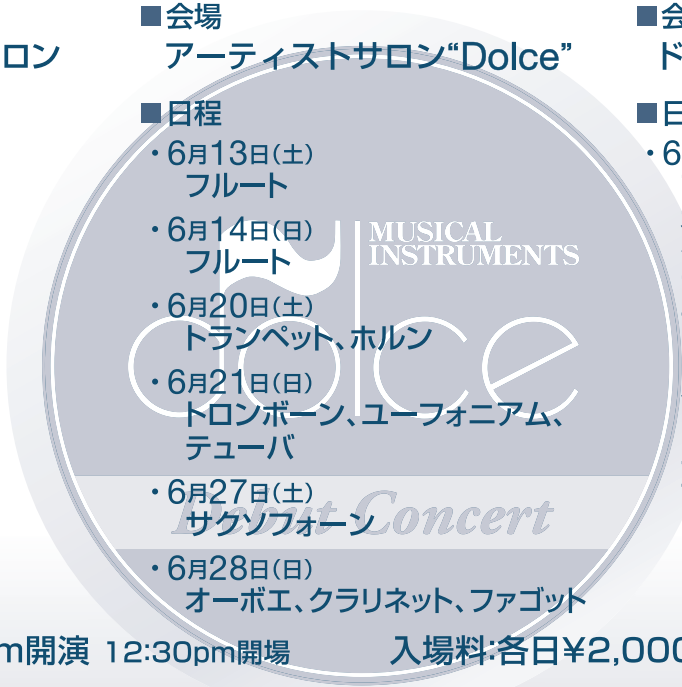 ■会場
アーティストサロン“Dolce”
■日程
・6月13日(土)
フルート
・6月14日(日)
フルート
・6月20日(土)
トランペット、ホルン
・6月21日(日)
トロンボーン、ユーフォニアム、
テューバ
・6月27日(土)
サクソフォーン
・6月28日(日)
オーボエ、クラリネット、ファゴット
ロン
■
ド
■
・6
MUSICAL
INSTRUMENTS
dolce
Debut Concert
m開演 12:30pm開場 入場料:各日¥2,000